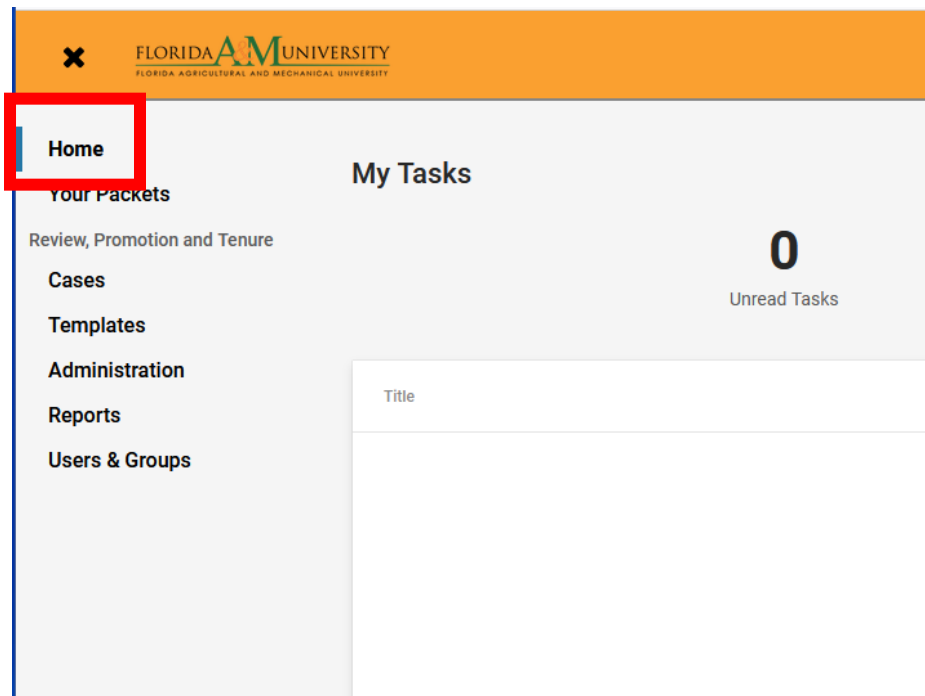 FLORIDA A&M UNIVERSITY
FLORIDA AGRICULTURAL AND MECHANICAL UNIVERSITY
Home
Your Packets
Review, Promotion and Tenure
Cases
Templates
Administration
Reports
Users & Groups
My Tasks
0
Unread Tasks
Title